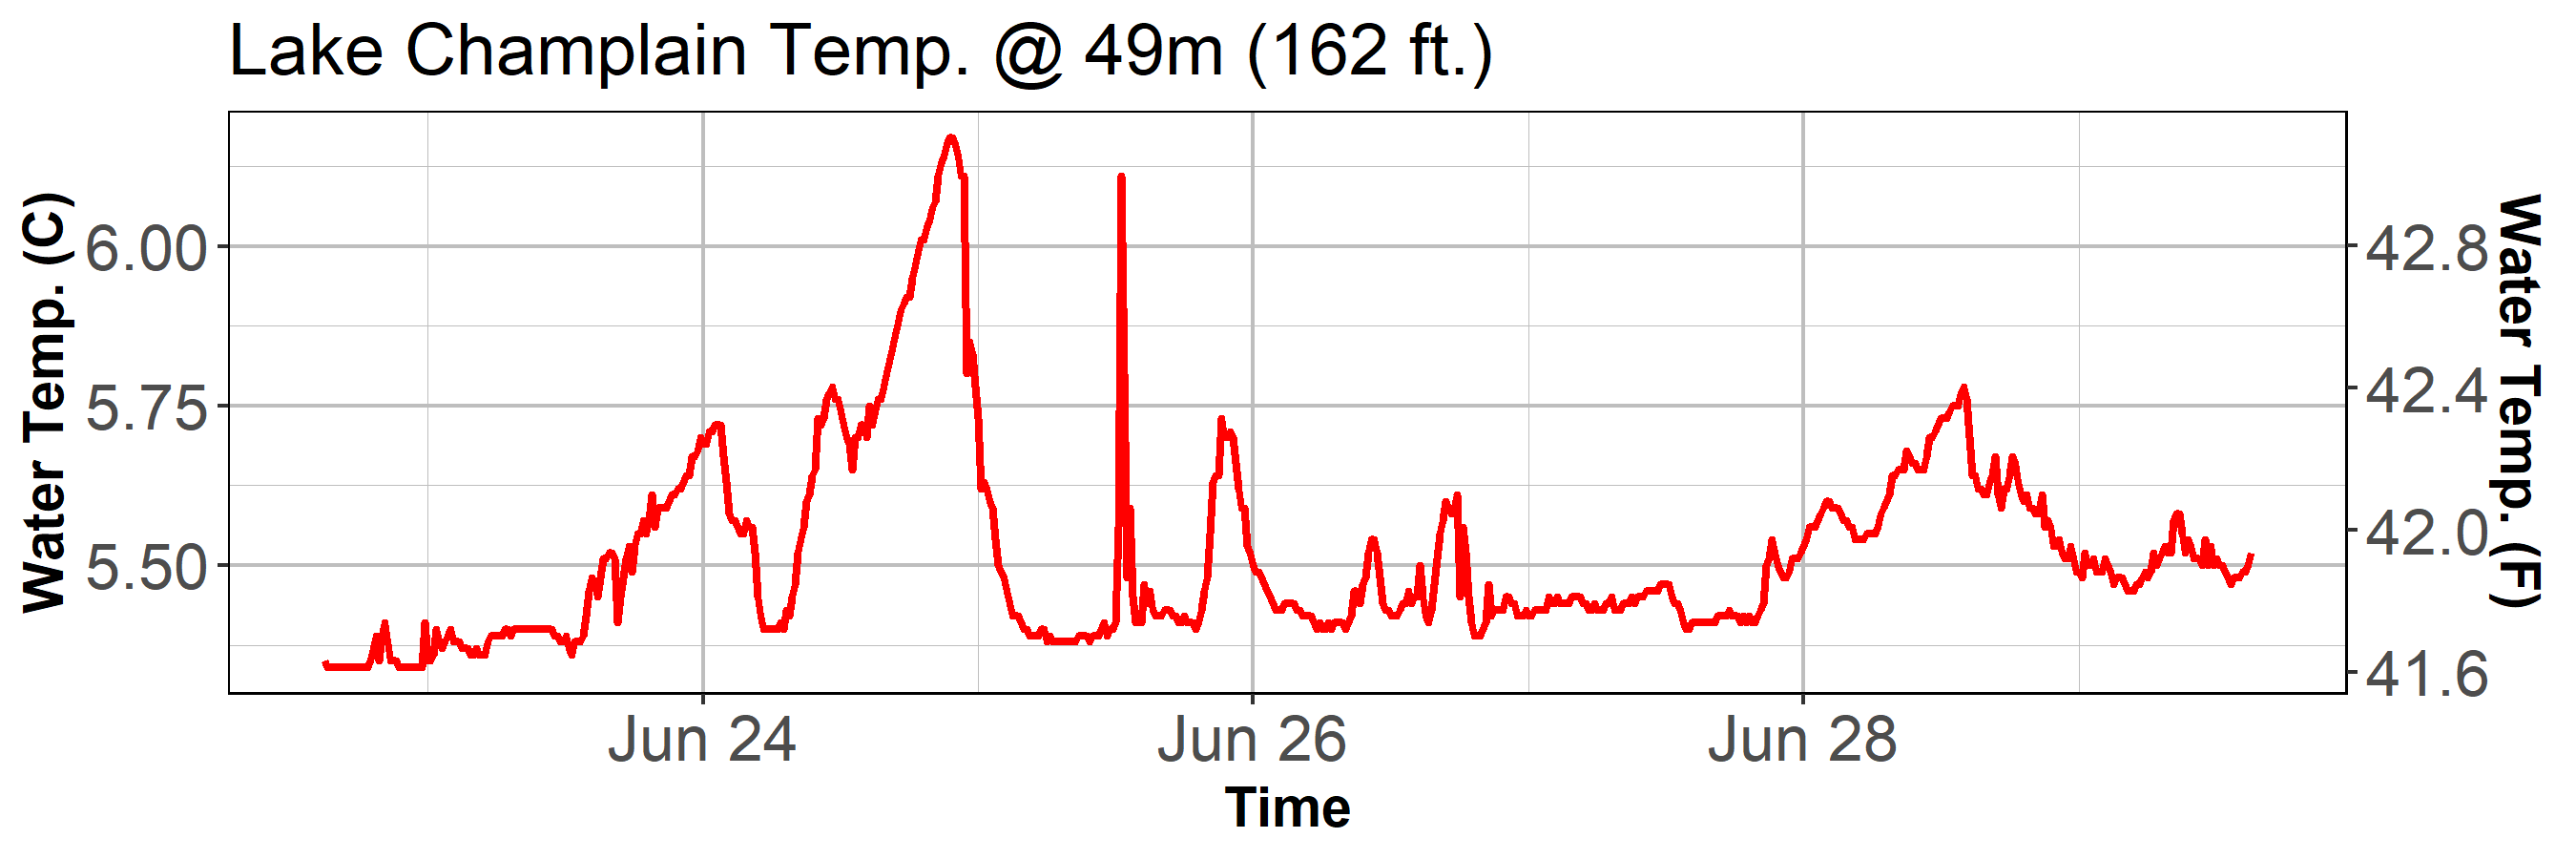 Lake Champlain Temp. @ 49m (162 ft.)
Water Temp. (C)
6.00
5.75
5.50
42.8
42.4
42.0
41.6
Water Temp. (F)
Jun 24
Jun 26
Jun 28
Time